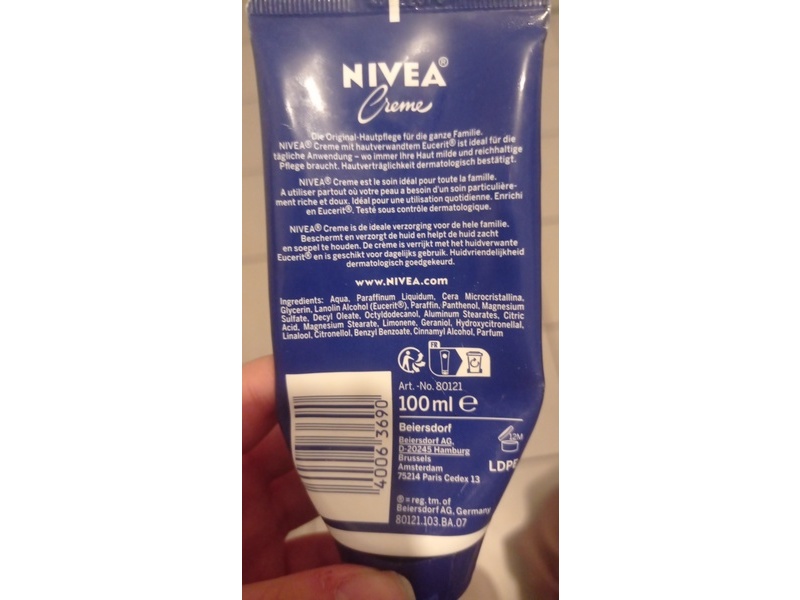 NIVEA®
Creme
Die Original-Hautpflege für die ganze Familie.
NIVEA® Creme mit hautverwandtem Eucerit® ist ideal für die
tägliche Anwendung – wo immer Ihre Haut milde und reichhaltige
Pflege braucht. Hautverträglichkeit dermatologisch bestätigt.
NIVEA® Creme est le soin idéal pour toute la famille.
A utiliser partout où votre peau a besoin d'un soin particulière-
ment riche et doux. Idéal pour une utilisation quotidienne. Enrichi
en Eucerit®. Testé sous contrôle dermatologique.
NIVEA® Creme is de ideale verzorging voor de hele familie.
Beschermt en verzorgt de huid en helpt de huid zacht
en soepel te houden. De crème is verrijkt met het huidverwante
Eucerit® en is geschikt voor dagelijks gebruik. Huidvriendelijkheid
dermatologisch goedgekeurd.
www.NIVEA.com
Ingredients: Aqua, Paraffinum Liquidum, Cera Microcristallina,
Glycerin, Lanolin Alcohol (Eucerit®), Paraffin, Panthenol, Magnesium
Sulfate, Decyl Oleate, Octyldodecanol, Aluminum Stearates, Citric
Acid, Magnesium Stearate, Limonene, Geraniol, Hydroxycitronellal,
Linalool, Citronellol, Benzyl Benzoate, Cinnamyl Alcohol, Parfum
FR
Art.-No. 80121
100 ml e
Beiersdorf
Beiersdorf AG,
D-20245 Hamburg
Brussels
Amsterdam
75214 Paris Cedex 13
12M
LDPE
® = reg. tm. of
Beiersdorf AG, Germany
80121.103.BA.07
4006 3690